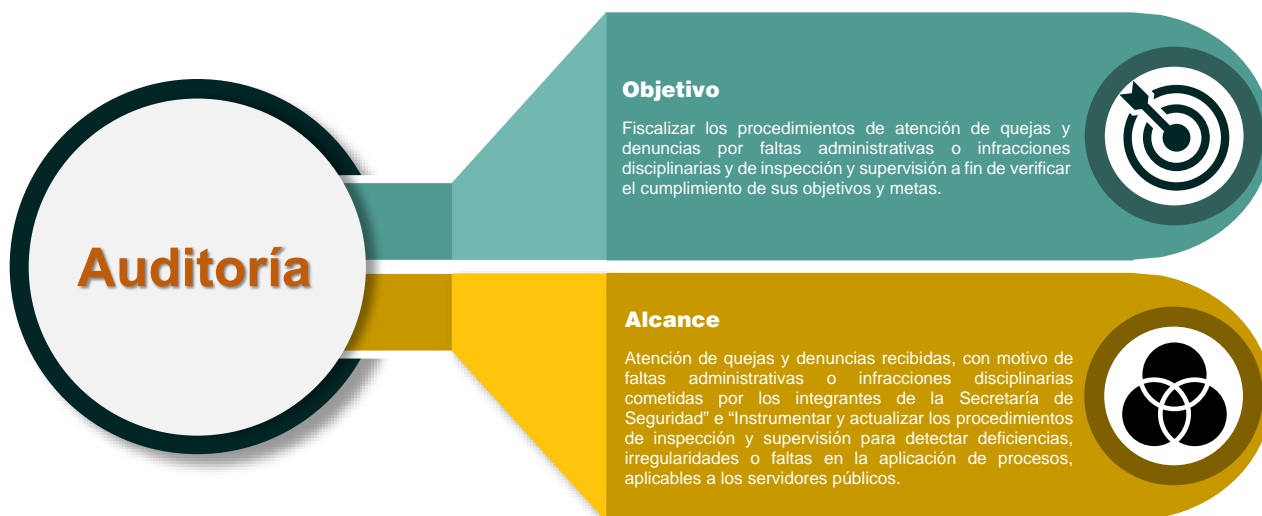 Auditoría
Objetivo
Fiscalizar los procedimientos de atención de quejas y
denuncias por faltas administrativas o infracciones
disciplinarias y de inspección y supervisión a fin de verificar
el cumplimiento de sus objetivos y metas.
Alcance
Atención de quejas y denuncias recibidas, con motivo de
faltas administrativas o infracciones disciplinarias
cometidas por los integrantes de la Secretaría de
Seguridad” e “Instrumentar y actualizar los procedimientos
de inspección y supervisión para detectar deficiencias,
irregularidades o faltas en la aplicación de procesos,
aplicables a los servidores públicos.